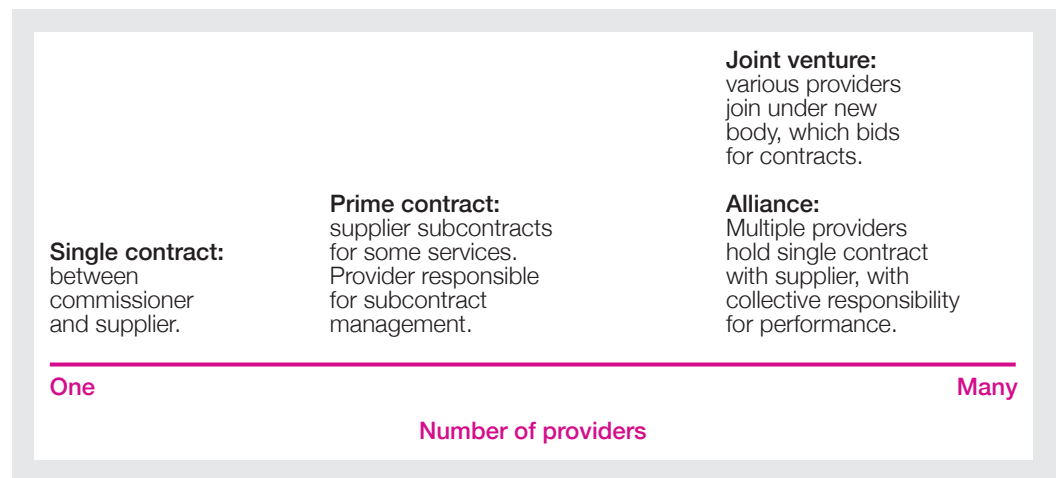 Single contract:
between
commissioner
and supplier.
Prime contract:
supplier subcontracts
for some services.
Provider responsible
for subcontract
management.
Joint venture:
various providers
join under new
body, which bids
for contracts.
Alliance:
Multiple providers
hold single contract
with supplier, with
collective responsibility
for performance.
One
Many
Number of providers